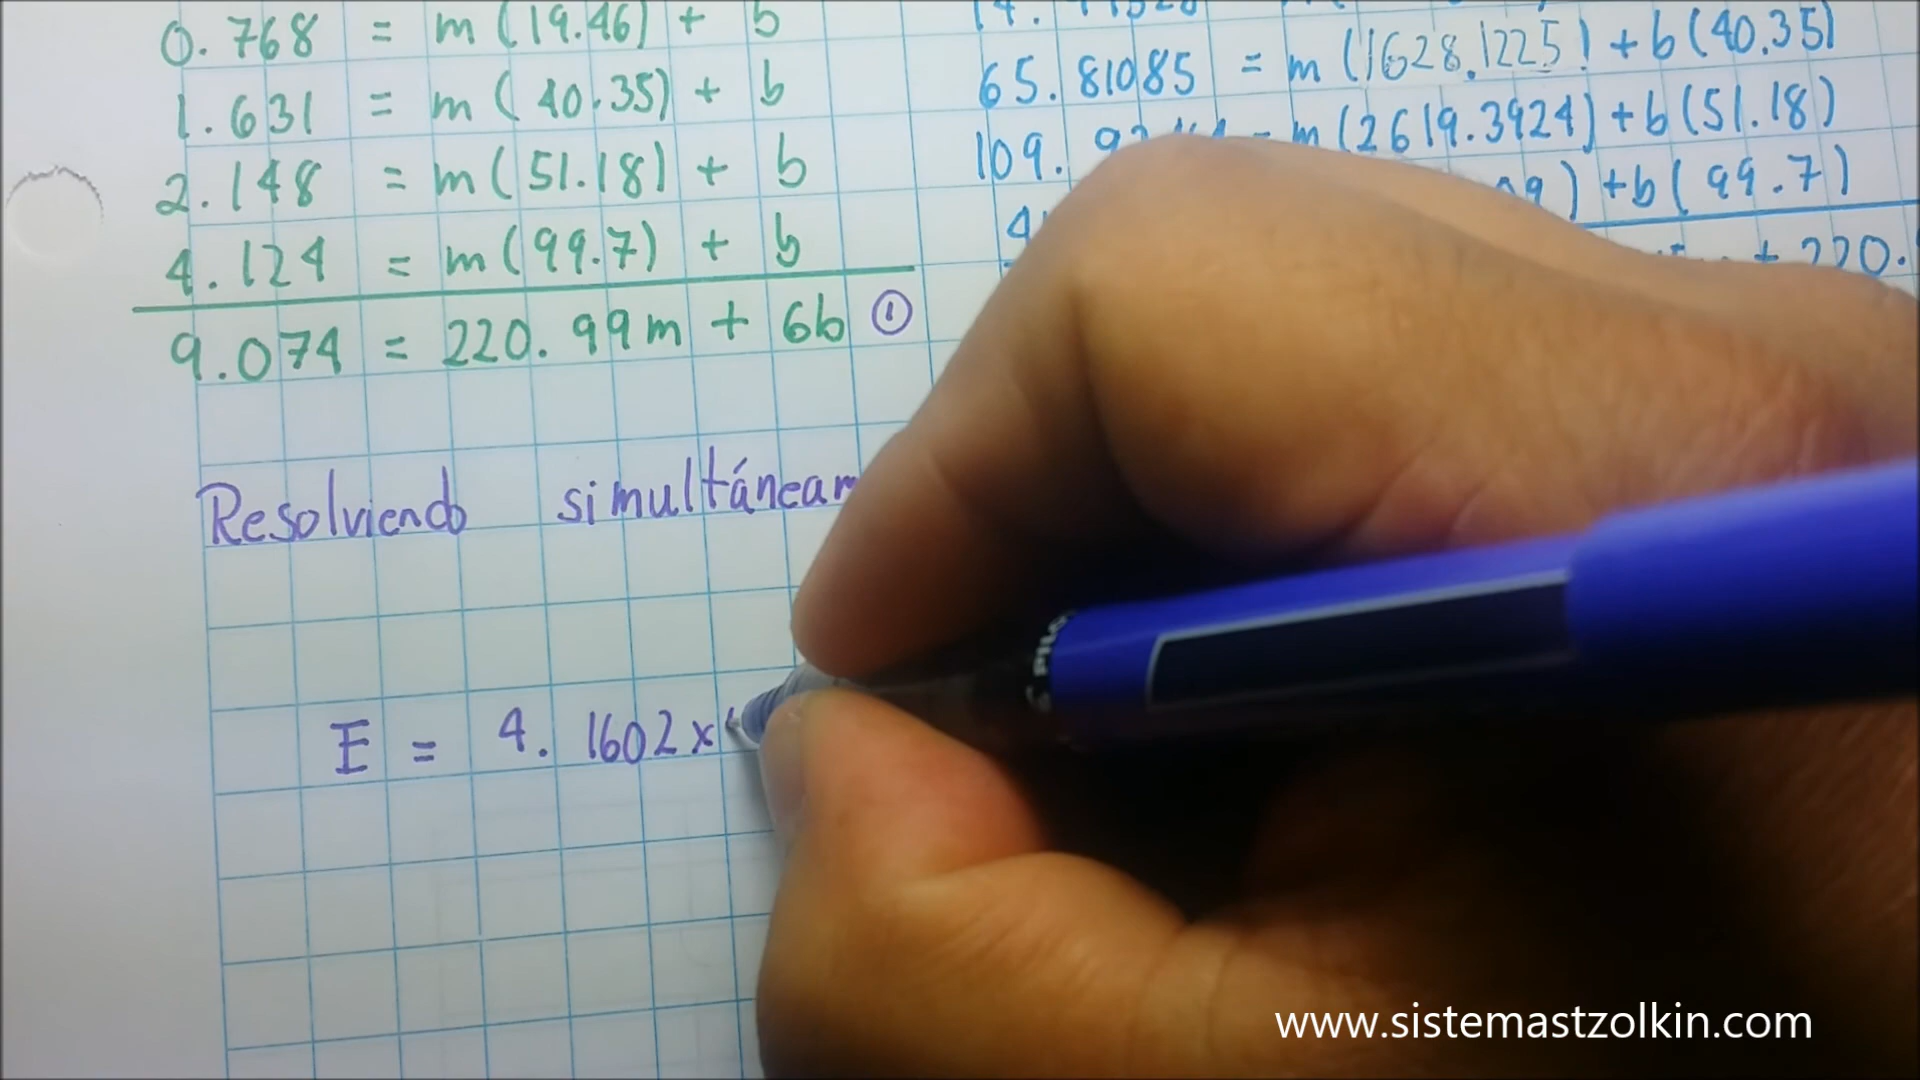 0.768 = m(19.46) + b
1.631 = m(40.35) + b
2.148 = m(51.18) + b
4.124 = m(99.7) + b
9.074 = 220.99m + 6b ①
65.81085 = m(1628.1225) + b(40.35)
109. = m(2619.3924) + b(51.18)
) + b(99.7)
+ 220.
Resolviendo
E = 4.1602x
www.sistemastzolkin.com